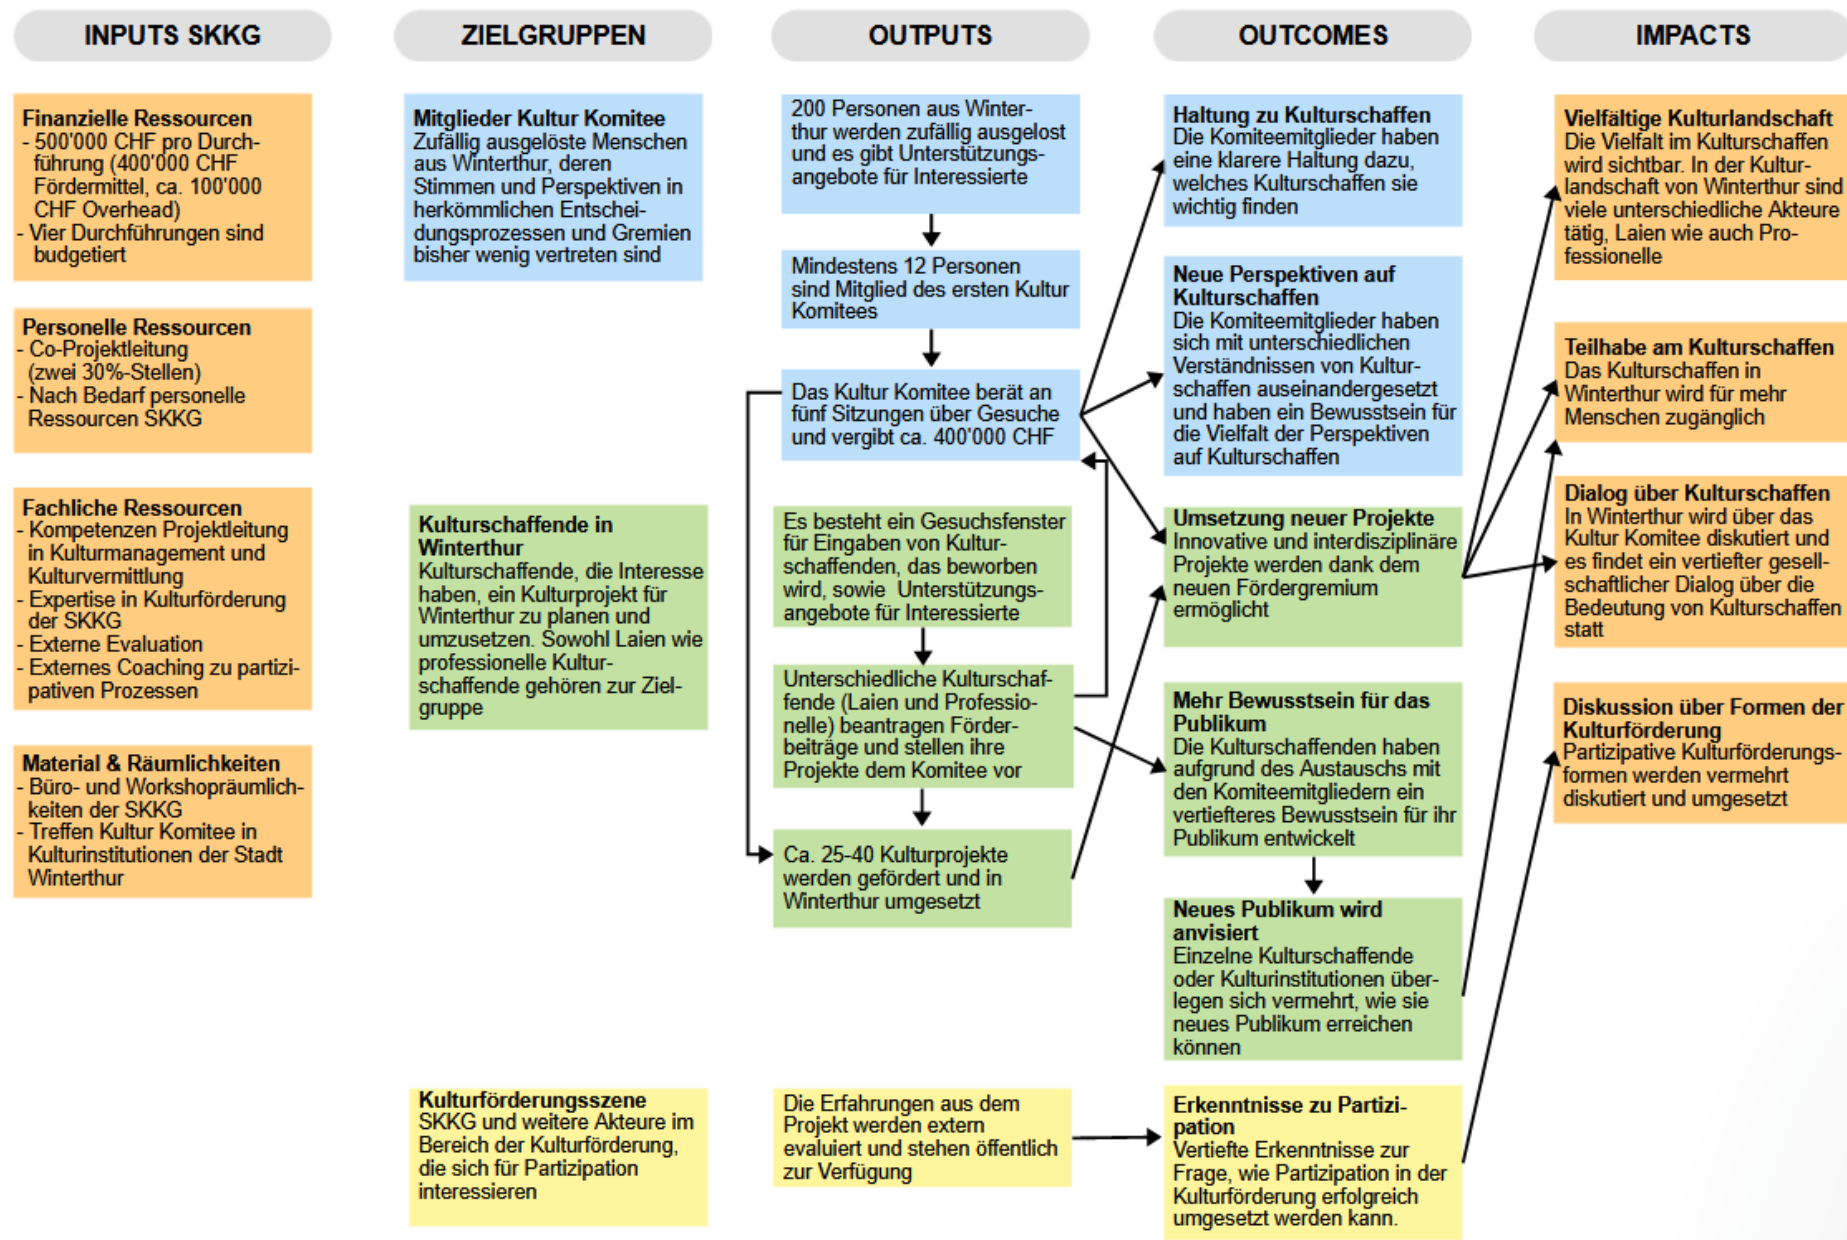 INPUTS SKKG
Finanzielle Ressourcen
- 500'000 CHF pro Durch-
führung (400'000 CHF
Fördermittel, ca. 100'000
CHF Overhead)
- Vier Durchführungen sind
budgetiert
Personelle Ressourcen
- Co-Projektleitung
(zwei 30%-Stellen)
- Nach Bedarf personelle
Ressourcen SKKG
Fachliche Ressourcen
- Kompetenzen Projektleitung
in Kulturmanagement und
Kulturvermittlung
- Expertise in Kulturförderung
der SKKG
- Externe Evaluation
- Externes Coaching zu partizi-
pativen Prozessen
Material & Räumlichkeiten
- Büro- und Workshopräumlich-
keiten der SKKG
- Treffen Kultur Komitee in
Kulturinstitutionen der Stadt
Winterthur
ZIELGRUPPEN
Mitglieder Kultur Komitee
Zufällig ausgelöste Menschen
aus Winterthur, deren
Stimmen und Perspektiven in
herkömmlichen Entschei-
dungsprozessen und Gremien
bisher wenig vertreten sind
Kulturschaffende in
Winterthur
Kulturschaffende, die Interesse
haben, ein Kulturprojekt für
Winterthur zu planen und
umzusetzen. Sowohl Laien wie
professionelle Kultur-
schaffende gehören zur Ziel-
gruppe
Kulturförderungsszene
SKKG und weitere Akteure im
Bereich der Kulturförderung,
die sich für Partizipation
interessieren
OUTPUTS
200 Personen aus Winter-
thur werden zufällig ausgelost
und es gibt Unterstützungs-
angebote für Interessierte
Mindestens 12 Personen
sind Mitglied des ersten Kultur
Komitees
Das Kultur Komitee berät an
fünf Sitzungen über Gesuche
und vergibt ca. 400'000 CHF
Es besteht ein Gesuchsfenster
für Eingaben von Kultur-
schaffenden, das beworben
wird, sowie Unterstützungs-
angebote für Interessierte
Unterschiedliche Kulturschaf-
fende (Laien und Professio-
nelle) beantragen Förder-
beiträge und stellen ihre
Projekte dem Komitee vor
Ca. 25-40 Kulturprojekte
werden gefördert und in
Winterthur umgesetzt
Die Erfahrungen aus dem
Projekt werden extern
evaluiert und stehen öffentlich
zur Verfügung
OUTCOMES
Haltung zu Kulturschaffen
Die Komiteemitglieder haben
eine klarere Haltung dazu,
welches Kulturschaffen sie
wichtig finden
Neue Perspektiven auf
Kulturschaffen
Die Komiteemitglieder haben
sich mit unterschiedlichen
Verständnissen von Kultur-
schaffen auseinandergesetzt
und haben ein Bewusstsein für
die Vielfalt der Perspektiven
auf Kulturschaffen
Umsetzung neuer Projekte
Innovative und interdisziplinäre
Projekte werden dank dem
neuen Fördergremium
ermöglicht
Mehr Bewusstsein für das
Publikum
Die Kulturschaffenden haben
aufgrund des Austauschs mit
den Komiteemitgliedern ein
vertiefteres Bewusstsein für ihr
Publikum entwickelt
Neues Publikum wird
anvisiert
Einzelne Kulturschaffende
oder Kulturinstitutionen über-
legen sich vermehrt, wie sie
neues Publikum erreichen
können
Erkenntnisse zu Partizi-
pation
Vertiefte Erkenntnisse zur
Frage, wie Partizipation in der
Kulturförderung erfolgreich
umgesetzt werden kann.
IMPACTS
Vielfältige Kulturlandschaft
Die Vielfalt im Kulturschaffen
wird sichtbar. In der Kultur-
landschaft von Winterthur sind
viele unterschiedliche Akteure
tätig, Laien wie auch Pro-
fessionelle
Teilhabe am Kulturschaffen
Das Kulturschaffen in
Winterthur wird für mehr
Menschen zugänglich
Dialog über Kulturschaffen
In Winterthur wird über das
Kultur Komitee diskutiert und
es findet ein vertiefter gesell-
schaftlicher Dialog über die
Bedeutung von Kulturschaffen
statt
Diskussion über Formen der
Kulturförderung
Partizipative Kulturförderungs-
formen werden vermehrt
diskutiert und umgesetzt